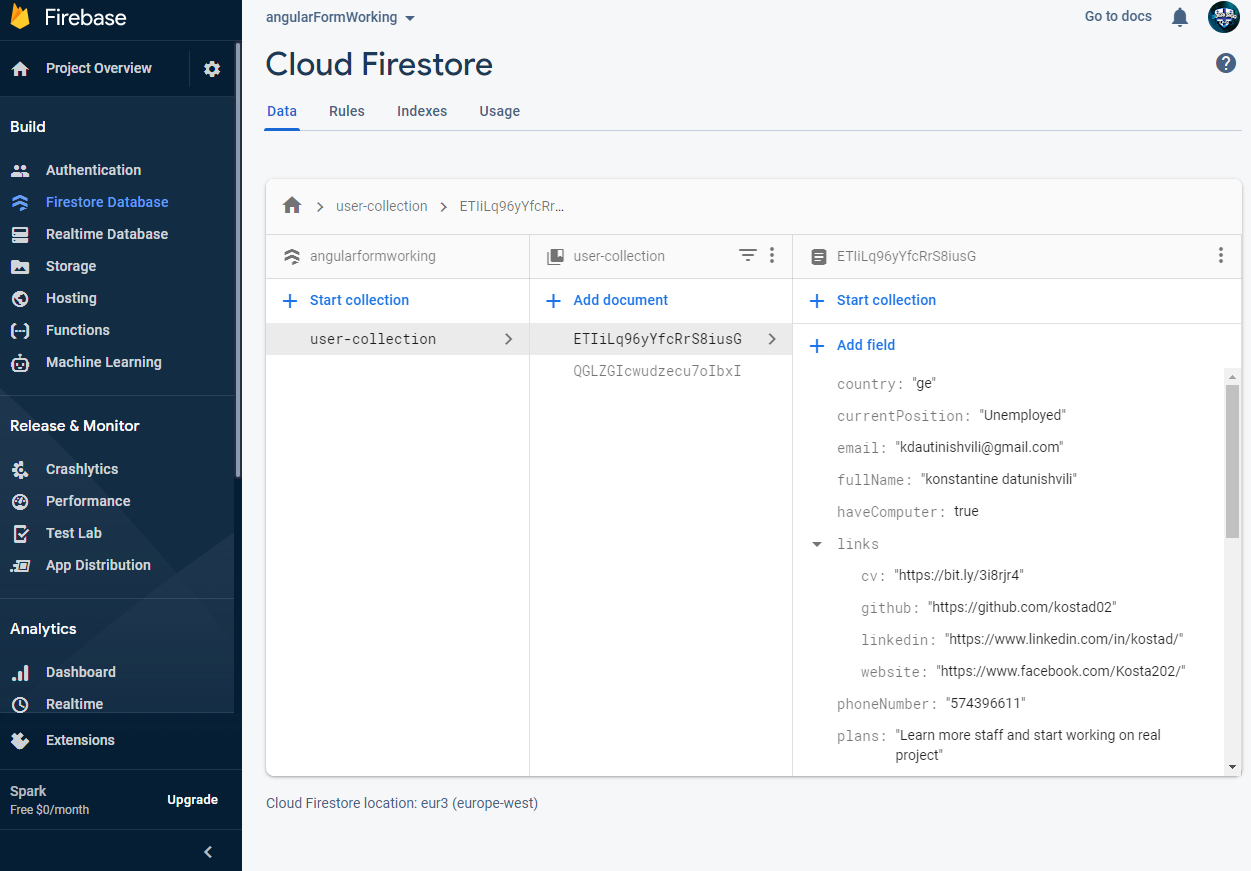 Firebase
Project Overview
Build
Authentication
Firestore Database
Realtime Database
Storage
Hosting
Functions
Machine Learning
Release & Monitor
Crashlytics
Performance
Test Lab
App Distribution
Analytics
Dashboard
Realtime
Extensions
Spark
Free $0/month
Upgrade
angularFormWorking
Go to docs
Cloud Firestore
Data Rules Indexes Usage
user-collection ETIiLq96yYfcRr...
angularformworking
Start collection
user-collection
user-collection
Add document
ETIiLq96yYfcRrS8iusG
QGLZGIcwudzecu7oIbxI
ETIiLq96yYfcRrS8iusG
Start collection
Add field
country: "ge"
currentPosition: "Unemployed"
email: "kdautinishvili@gmail.com"
fullName: "konstantine datunishvili"
haveComputer: true
links
cv: "https://bit.ly/3i8rjr4"
github: "https://github.com/kostad02"
linkedin: "https://www.linkedin.com/in/kostad/"
website: "https://www.facebook.com/Kosta202/"
phoneNumber: "574396611"
plans: "Learn more staff and start working on real
project"
Cloud Firestore location: eur3 (europe-west)